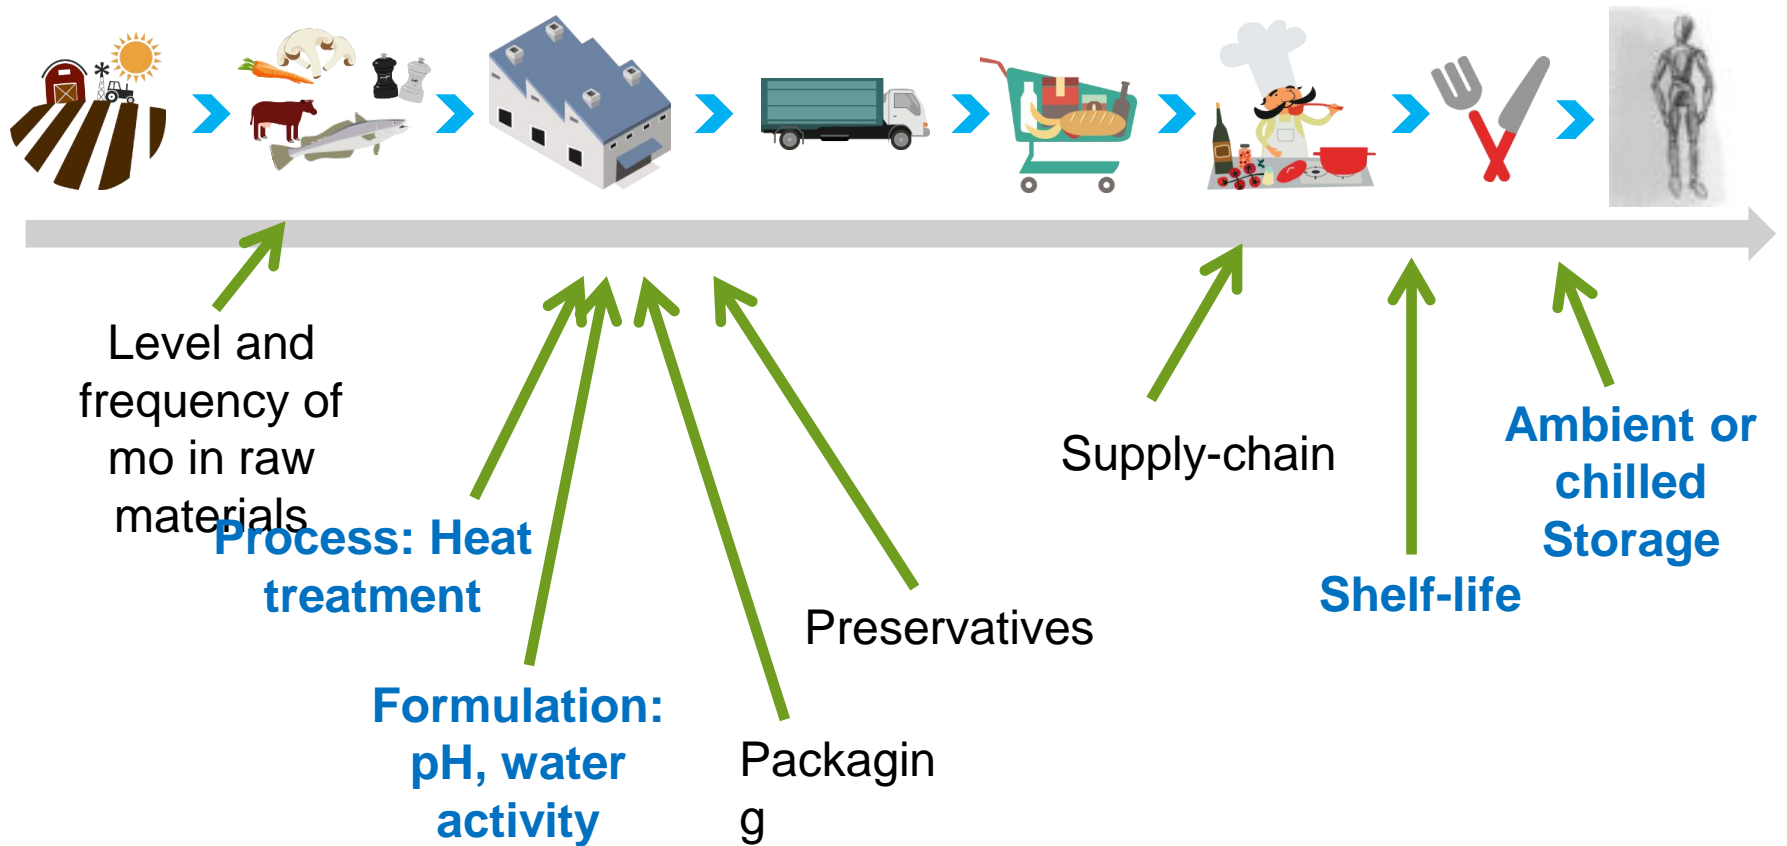 Level and
frequency of
mo in raw
materials
Process: Heat
treatment
Formulation:
pH, water
activity
Packagin
g
Preservatives
Supply-chain
Shelf-life
Ambient or
chilled
Storage